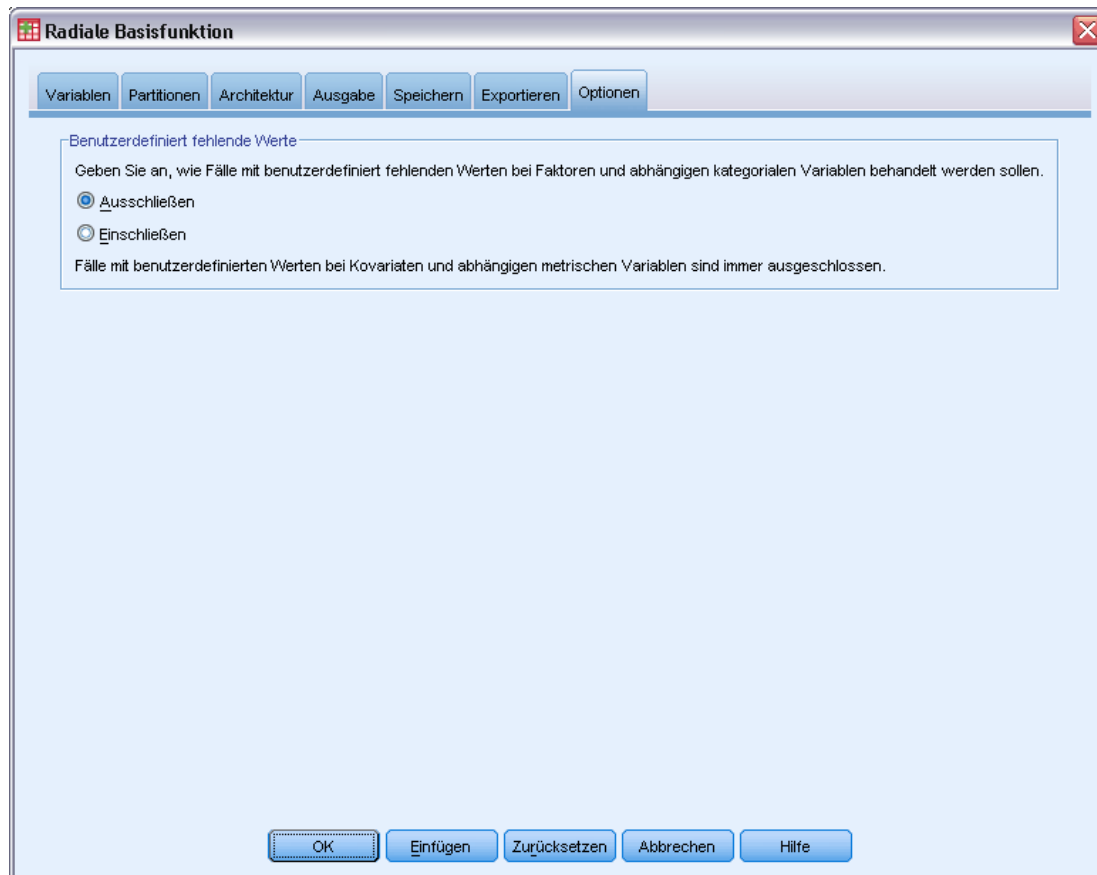 Radiale Basisfunktion
Variablen Partitionen Architektur Ausgabe Speichern Exportieren Optionen
Benutzerdefiniert fehlende Werte
Geben Sie an, wie Fälle mit benutzerdefiniert fehlenden Werten bei Faktoren und abhängigen kategorialen Variablen behandelt werden sollen.
Ausschließen
Einschließen
Fälle mit benutzerdefinierten Werten bei Kovariaten und abhängigen metrischen Variablen sind immer ausgeschlossen.
OK Einfügen Zurücksetzen Abbrechen Hilfe